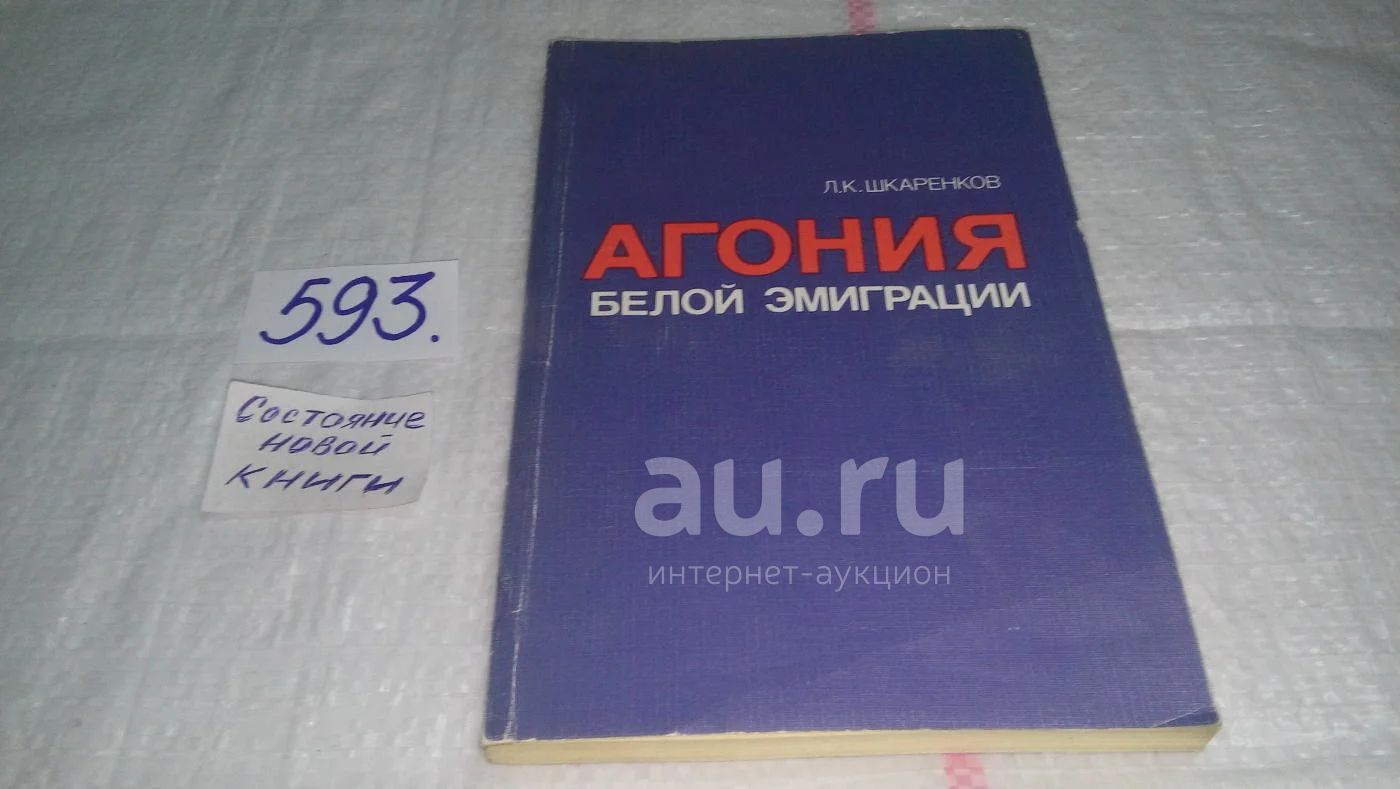 Л.К. ШКАРЕНКОВ
АГОНИЯ
БЕЛОЙ ЭМИГРАЦИИ
593.
Состояние
новой
книги
au.ru
интернет-аукцион